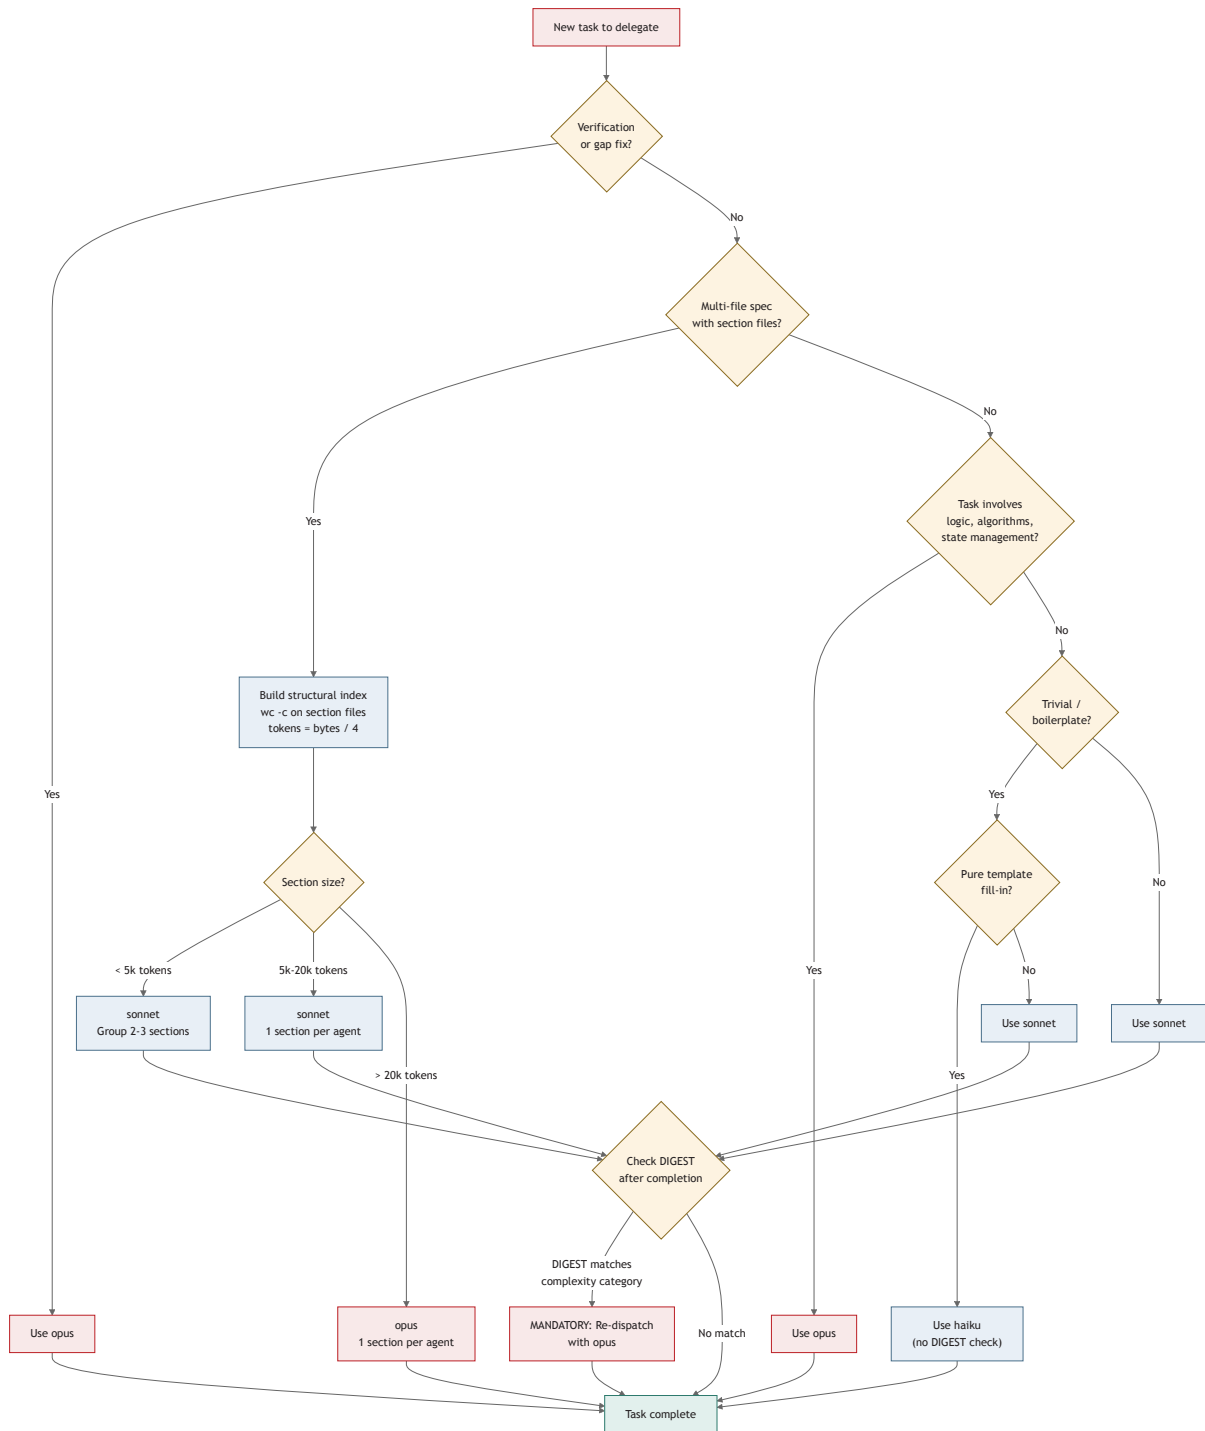 New task to delegate
Verification
or gap fix?
No
Multi-file spec
with section files?
No
Task involves
logic, algorithms,
state management?
Yes
No
Build structural index
wc -c on section files
tokens = bytes / 4
Trivial /
boilerplate?
Yes
Yes
Section size?
Pure template
fill-in?
No
< 5k tokens
5k-20k tokens
Yes
No
sonnet
Group 2-3 sections
sonnet
1 section per agent
Use sonnet
Use sonnet
> 20k tokens
Yes
Check DIGEST
after completion
DIGEST matches
complexity category
Use opus
opus
1 section per agent
MANDATORY: Re-dispatch
with opus
No match
Use opus
Use haiku
(no DIGEST check)
Task complete